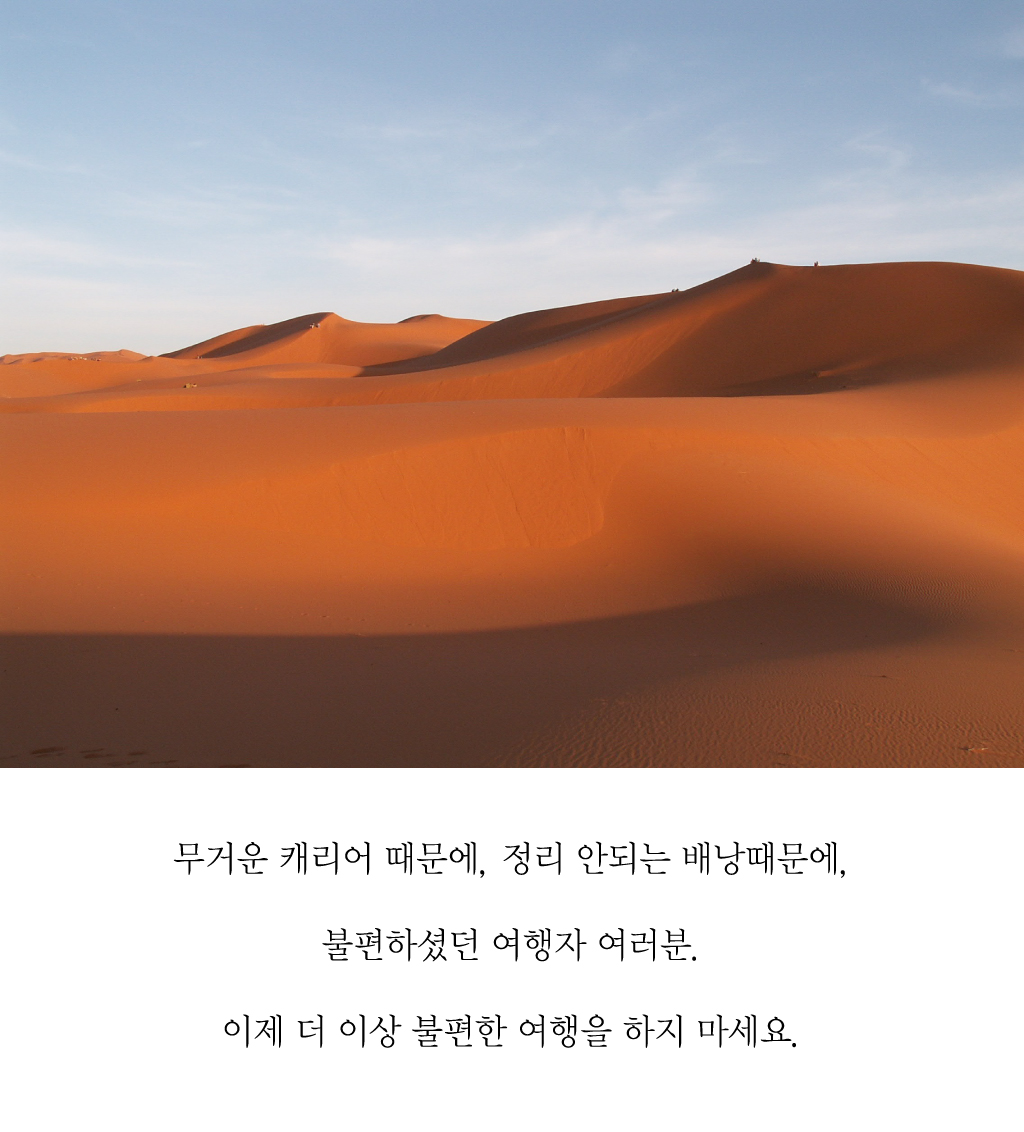 무거운 캐리어 때문에, 정리 안되는 배낭때문에,
불편하셨던 여행자 여러분.
이제 더 이상 불편한 여행을 하지 마세요.